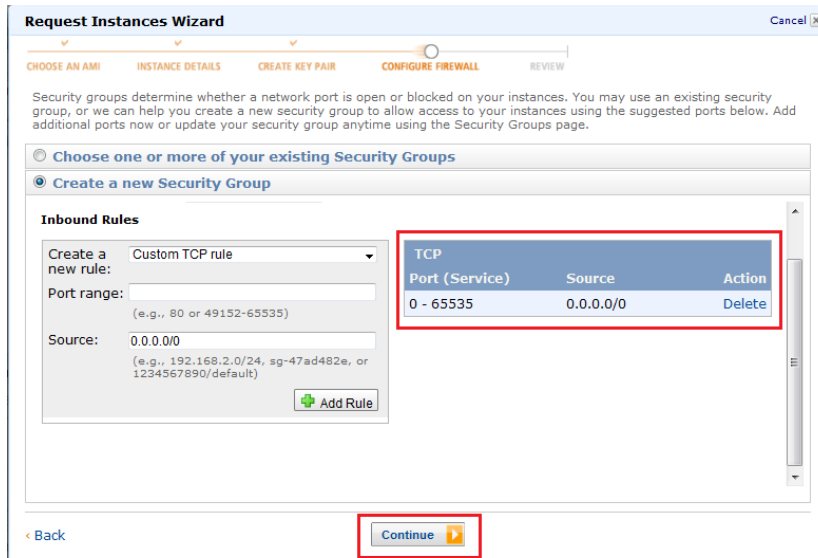 Request Instances Wizard
Cancel
CHOOSE AN AMI
INSTANCE DETAILS
CREATE KEY PAIR
CONFIGURE FIREWALL
REVIEW
Security groups determine whether a network port is open or blocked on your instances. You may use an existing security
group, or we can help you create a new security group to allow access to your instances using the suggested ports below. Add
additional ports now or update your security group anytime using the Security Groups page.
Choose one or more of your existing Security Groups
Create a new Security Group
Inbound Rules
Create a
new rule:
Custom TCP rule
Port range:
(e.g., 80 or 49152-65535)
Source:
0.0.0.0/0
(e.g., 192.168.2.0/24, sg-47ad482e, or
1234567890/default)
Add Rule
TCP
Port (Service)
Source
Action
0 - 65535
0.0.0.0/0
Delete
< Back
Continue